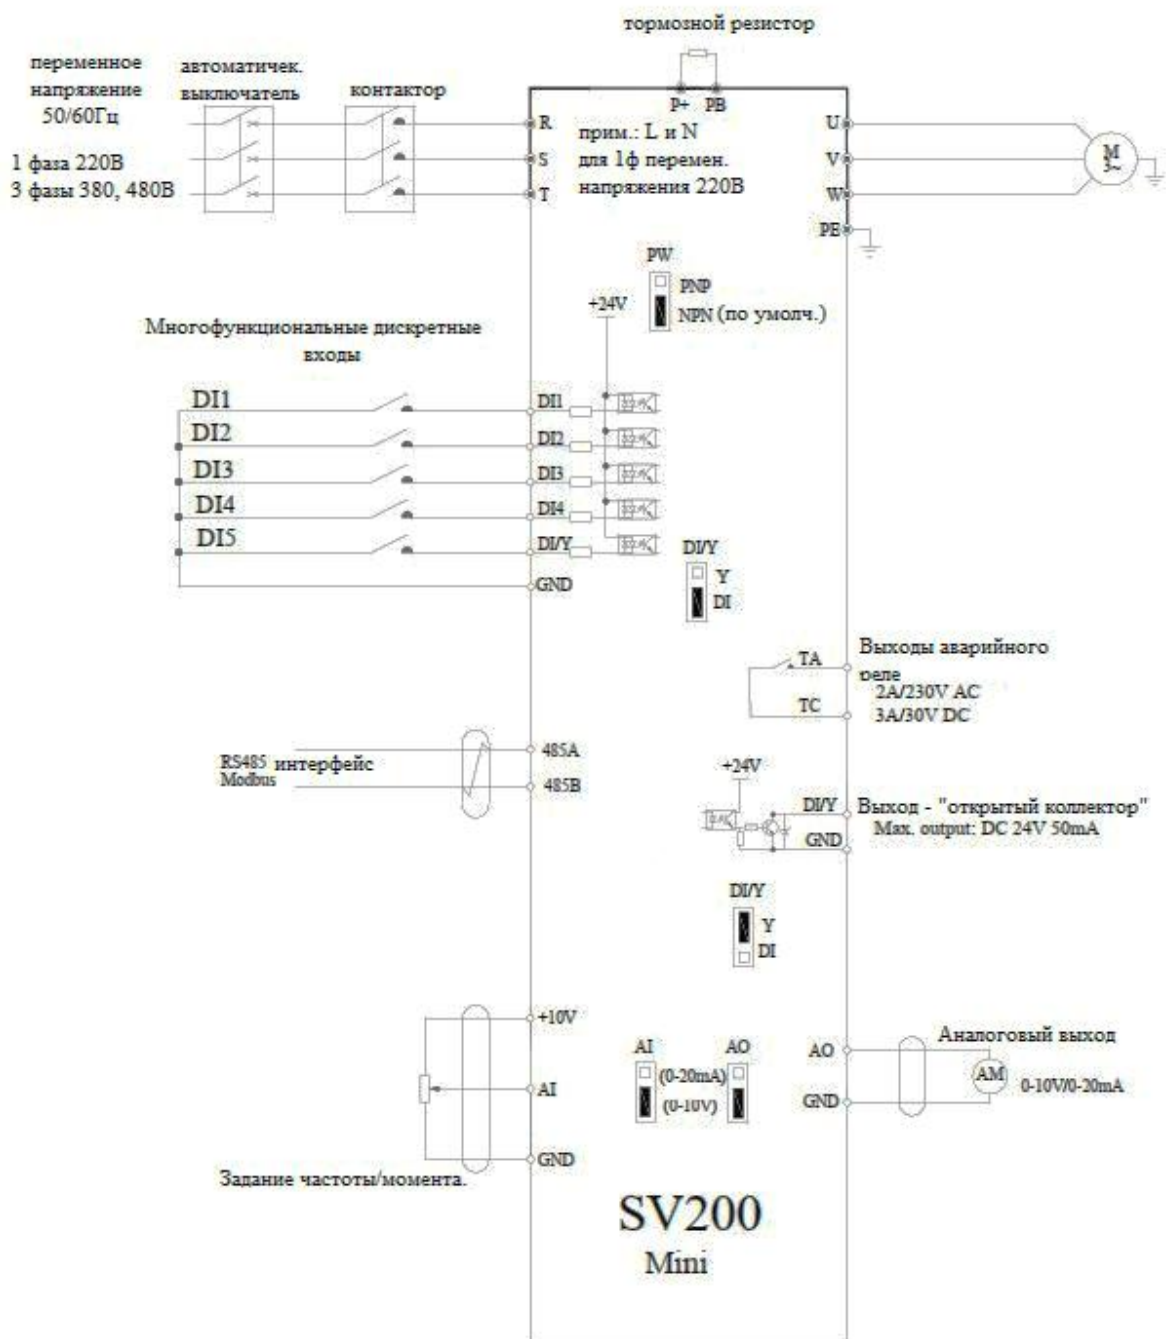 тормозной резистор
переменное
напряжение
50/60Гц
автоматичек.
выключатель
контактор
P+ PB
R
S
T
прим.: L и N
для 1ф перемен.
напряжения 220В
U
V
W
PE
M
3~
1 фаза 220В
3 фазы 380, 480В
PW
PNP
NPN (по умолч.)
+24V
Многофункциональные дискретные
входы
DI1
DI2
DI3
DI4
DI5
DI1
DI2
DI3
DI4
DI/Y
GND
DI/Y
Y
DI
TA
TC
Выходы аварийного
реле
2A/230V AC
3A/30V DC
RS485 интерфейс
Modbus
485A
485B
+24V
DI/Y
GND
Выход - "открытый коллектор"
Max. output: DC 24V 50mA
DI/Y
Y
DI
+10V
AI
GND
Задание частоты/момента.
AI
(0-20mA)
(0-10V)
AO
AO
GND
Аналоговый выход
AM
0-10V/0-20mA
SV200
Mini